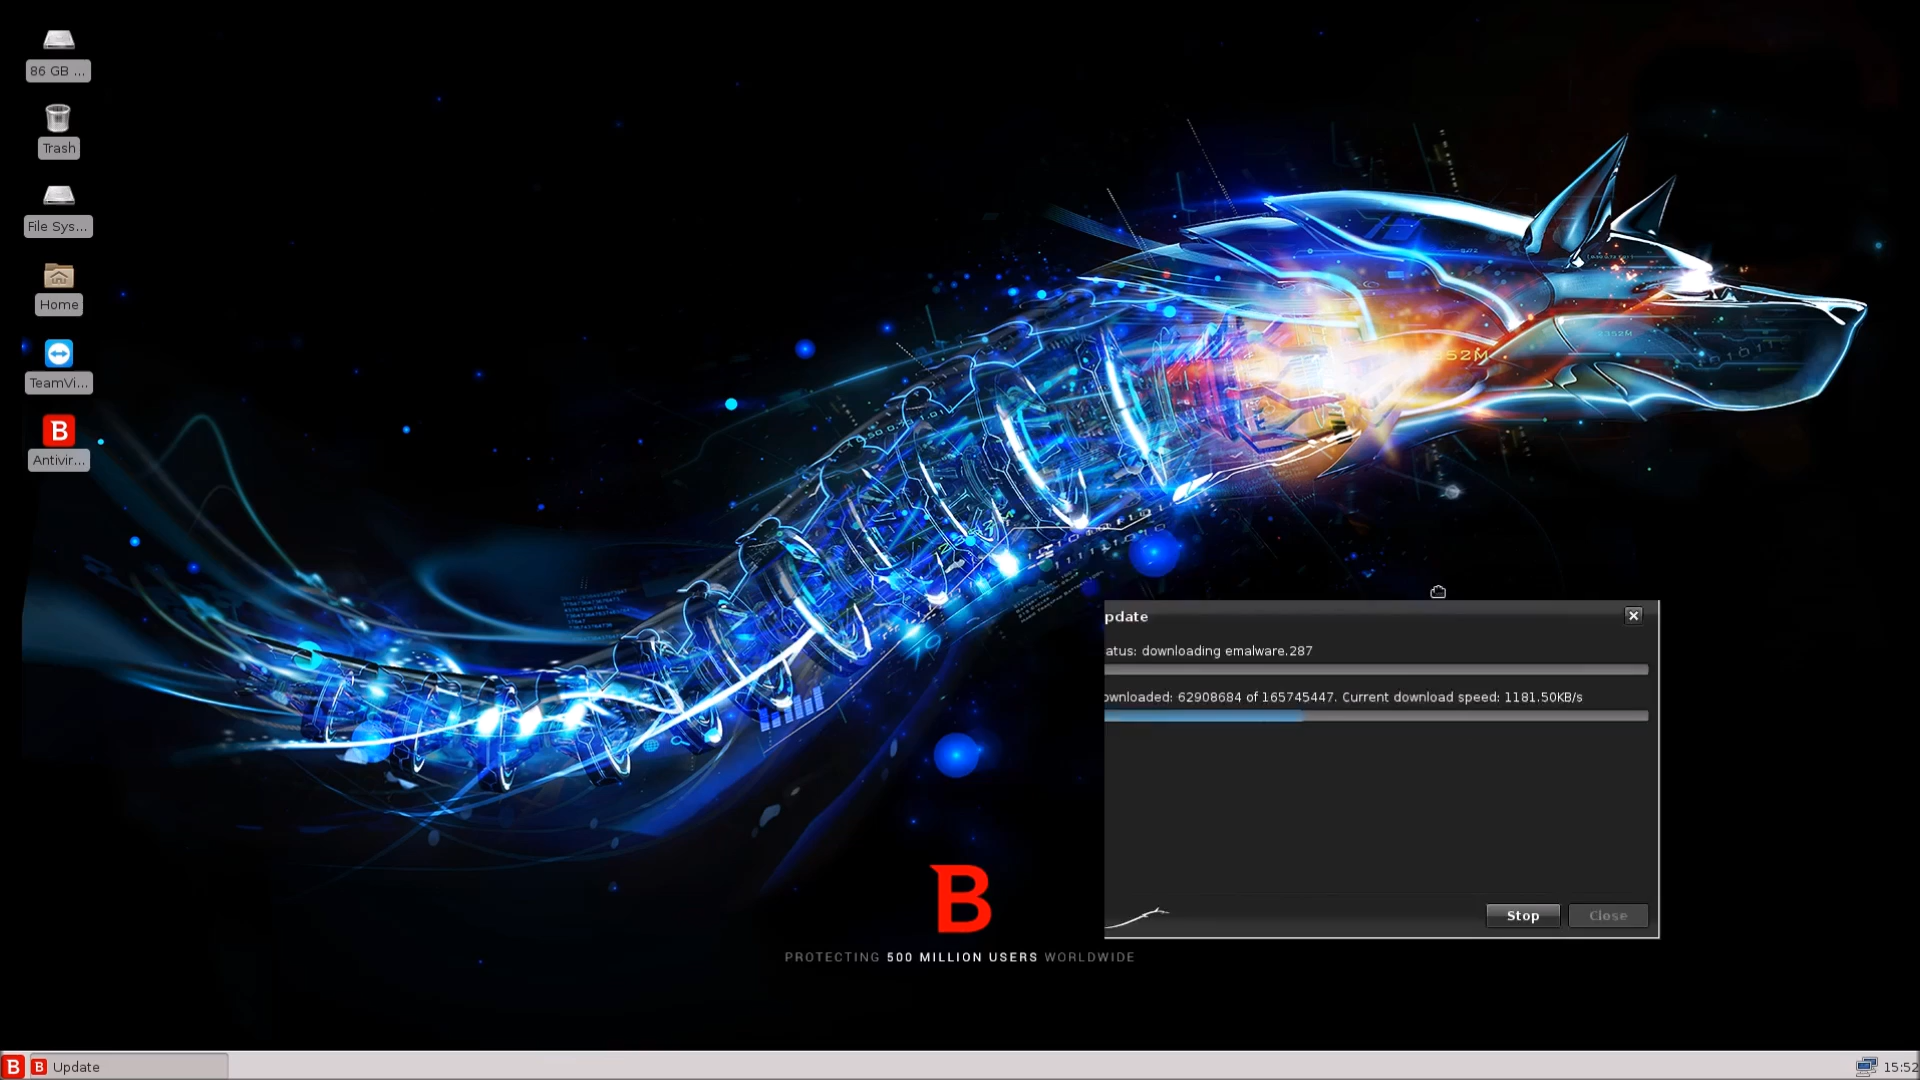 86 GB ...
Trash
File Sys...
Home
TeamVi...
B
Antivir...
352M
pdate
atus: downloading emalware.287
ownloaded: 62908684 of 165745447. Current download speed: 1181.50KB/s
Stop
Close
B
PROTECTING 500 MILLION USERS WORLDWIDE
B
B Update
15:52